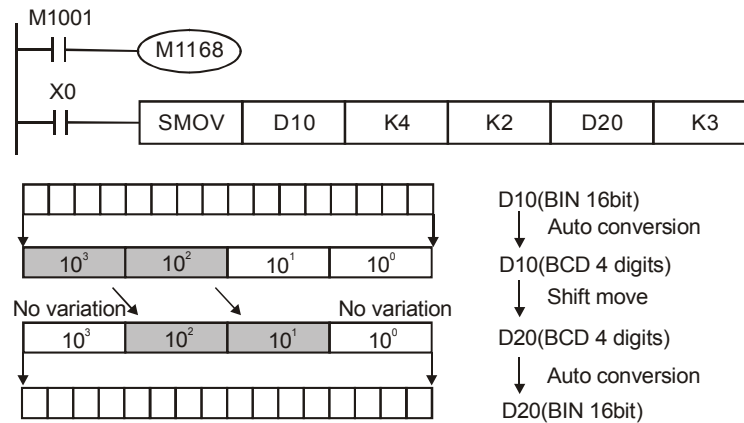 M1001
M1168
X0
SMOV D10 K4 K2 D20 K3
D10(BIN 16bit)
Auto conversion
10³ 10² 10¹ 10⁰
D10(BCD 4 digits)
Shift move
No variation No variation
10³ 10² 10¹ 10⁰
D20(BCD 4 digits)
Auto conversion
D20(BIN 16bit)